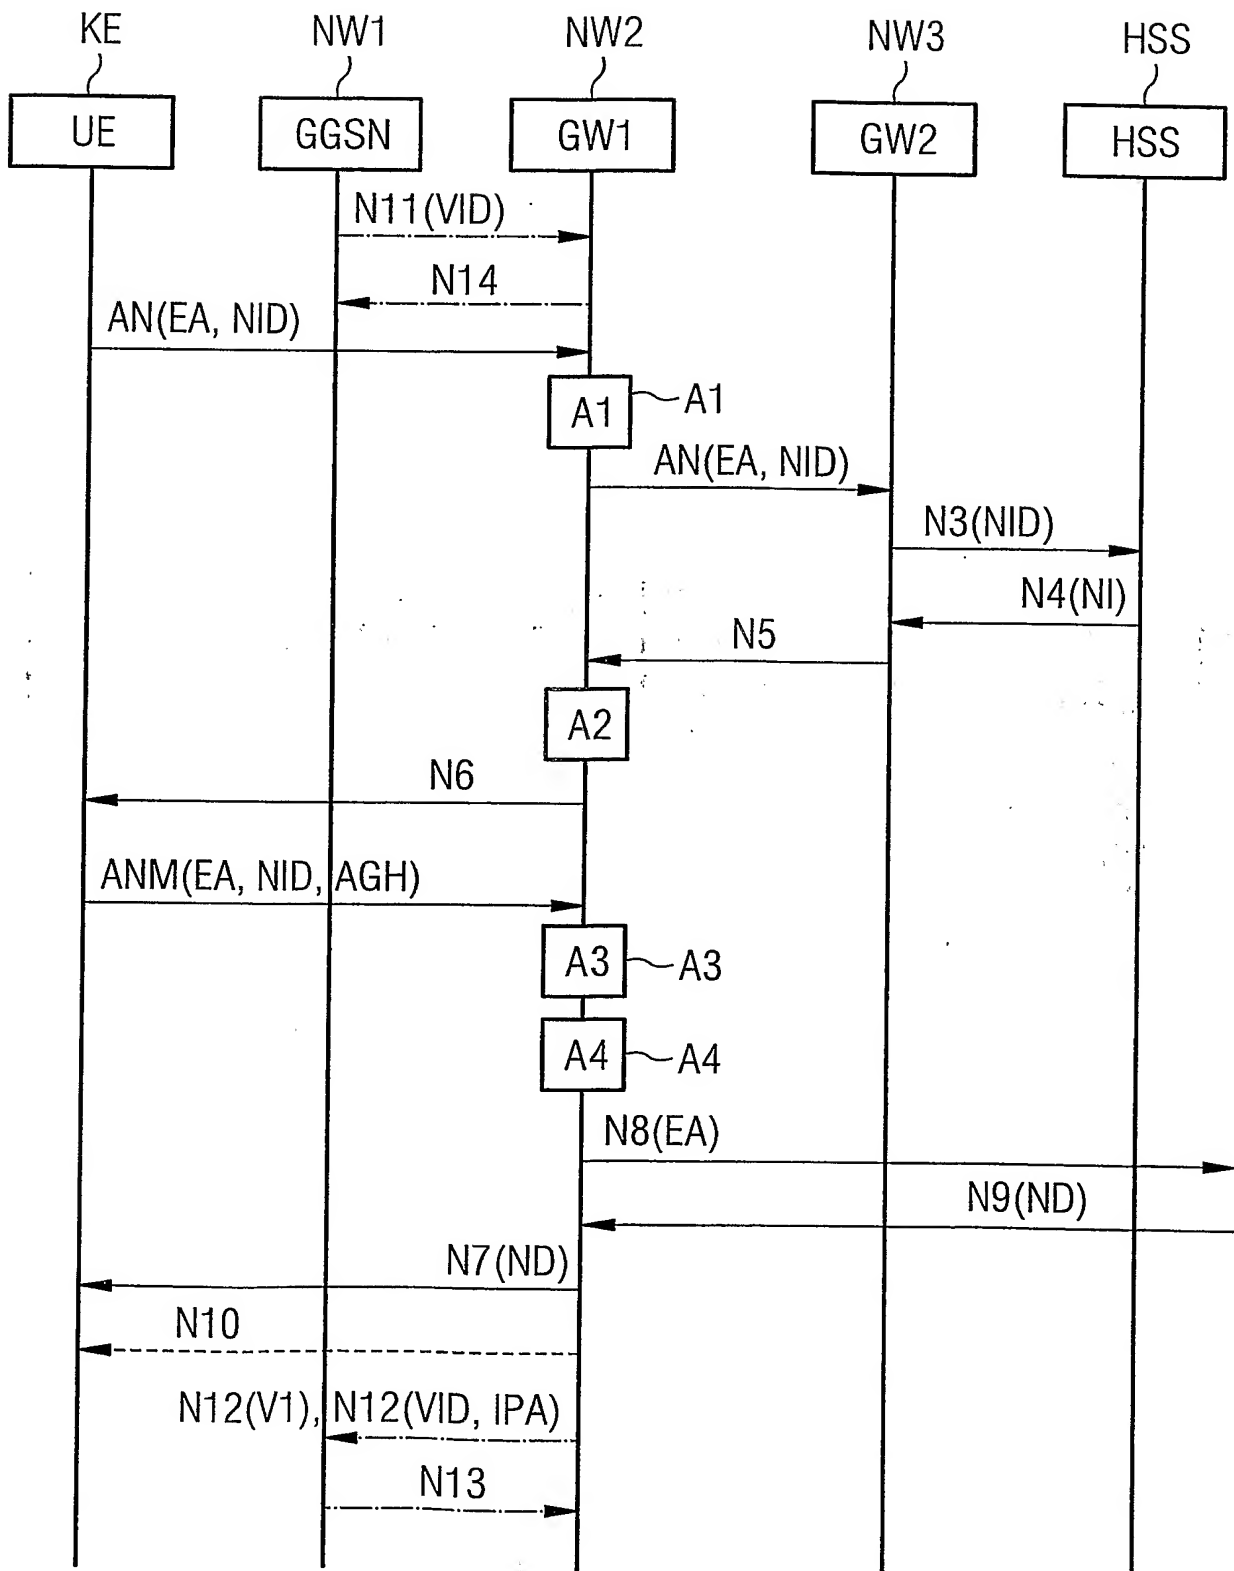 KE NW1 NW2 NW3 HSS
UE GGSN GW1 GW2 HSS
N11(VID)
N14
AN(EA, NID)
A1 A1
AN(EA, NID)
N3(NID)
N4(NI)
N5
A2
N6
ANM(EA, NID, AGH)
A3 A3
A4 A4
N8(EA)
N9(ND)
N7(ND)
N10
N12(V1), N12(VID, IPA)
N13